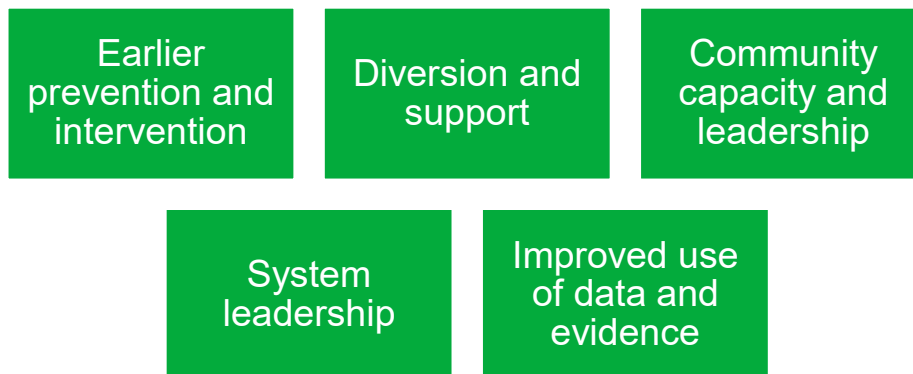 Earlier
prevention and
intervention
Diversion and
support
Community
capacity and
leadership
System
leadership
Improved use
of data and
evidence